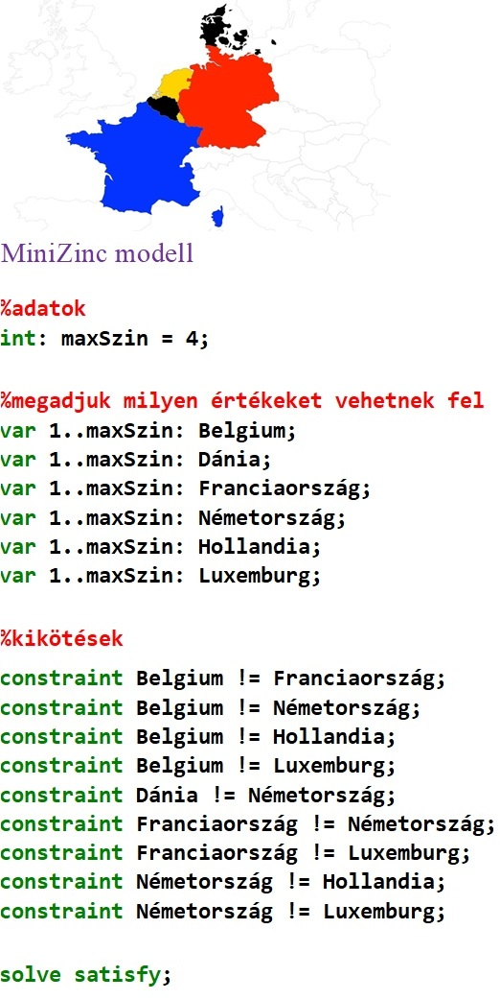 MiniZinc modell
%adatok
int: maxSzin = 4;
%megadjuk milyen értékeket vehetnek fel
var 1..maxSzin: Belgium;
var 1..maxSzin: Dánia;
var 1..maxSzin: Franciaország;
var 1..maxSzin: Németország;
var 1..maxSzin: Hollandia;
var 1..maxSzin: Luxemburg;
%kikötések
constraint Belgium != Franciaország;
constraint Belgium != Németország;
constraint Belgium != Hollandia;
constraint Belgium != Luxemburg;
constraint Dánia != Németország;
constraint Franciaország != Németország;
constraint Franciaország != Luxemburg;
constraint Németország != Hollandia;
constraint Németország != Luxemburg;
solve satisfy;